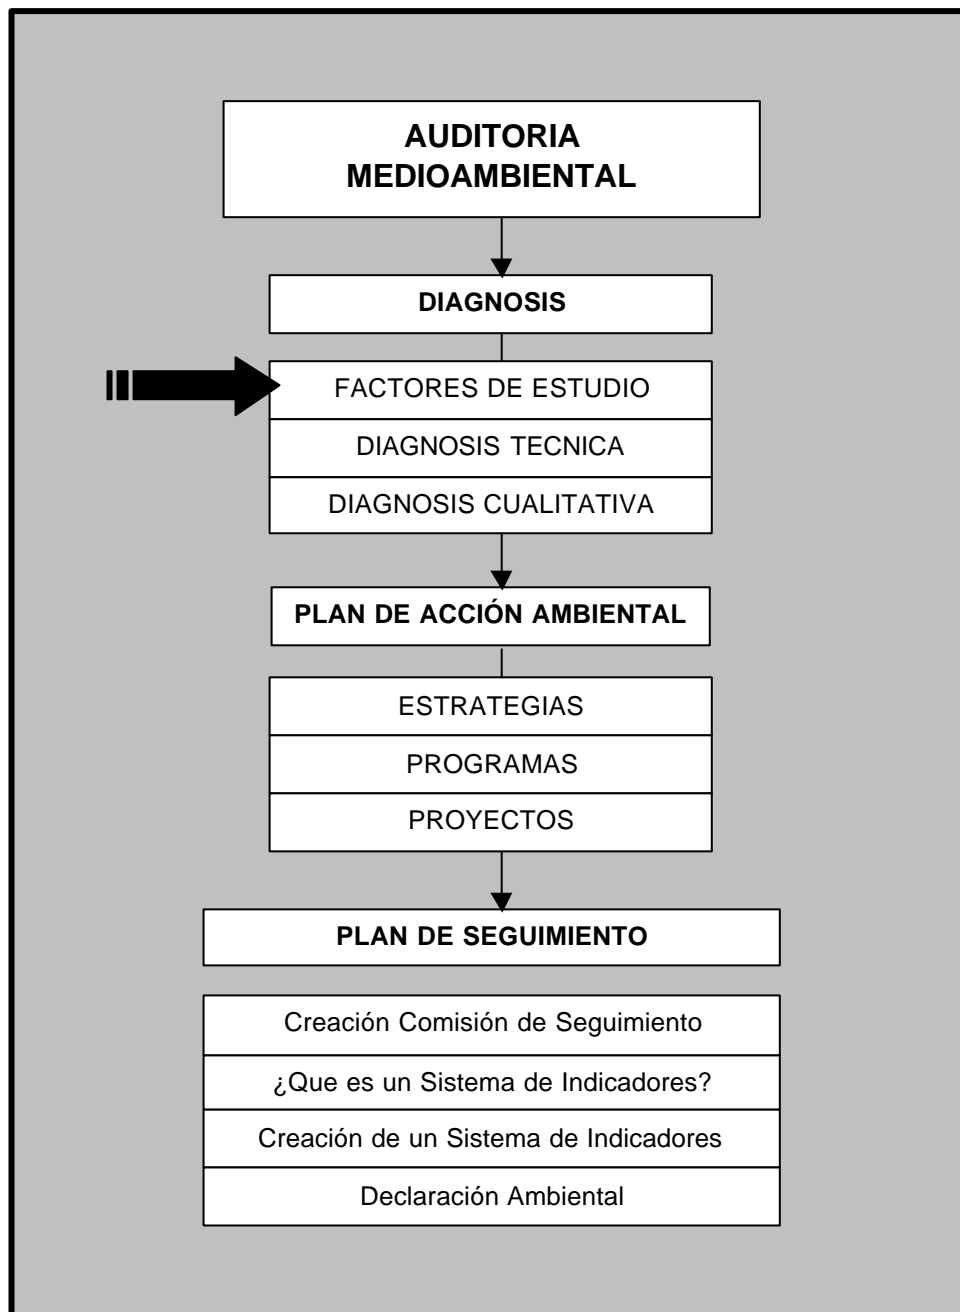 AUDITORIA
MEDIOAMBIENTAL
DIAGNOSIS
FACTORES DE ESTUDIO
DIAGNOSIS TECNICA
DIAGNOSIS CUALITATIVA
PLAN DE ACCIÓN AMBIENTAL
ESTRATEGIAS
PROGRAMAS
PROYECTOS
PLAN DE SEGUIMIENTO
Creación Comisión de Seguimiento
¿Que es un Sistema de Indicadores?
Creación de un Sistema de Indicadores
Declaración Ambiental